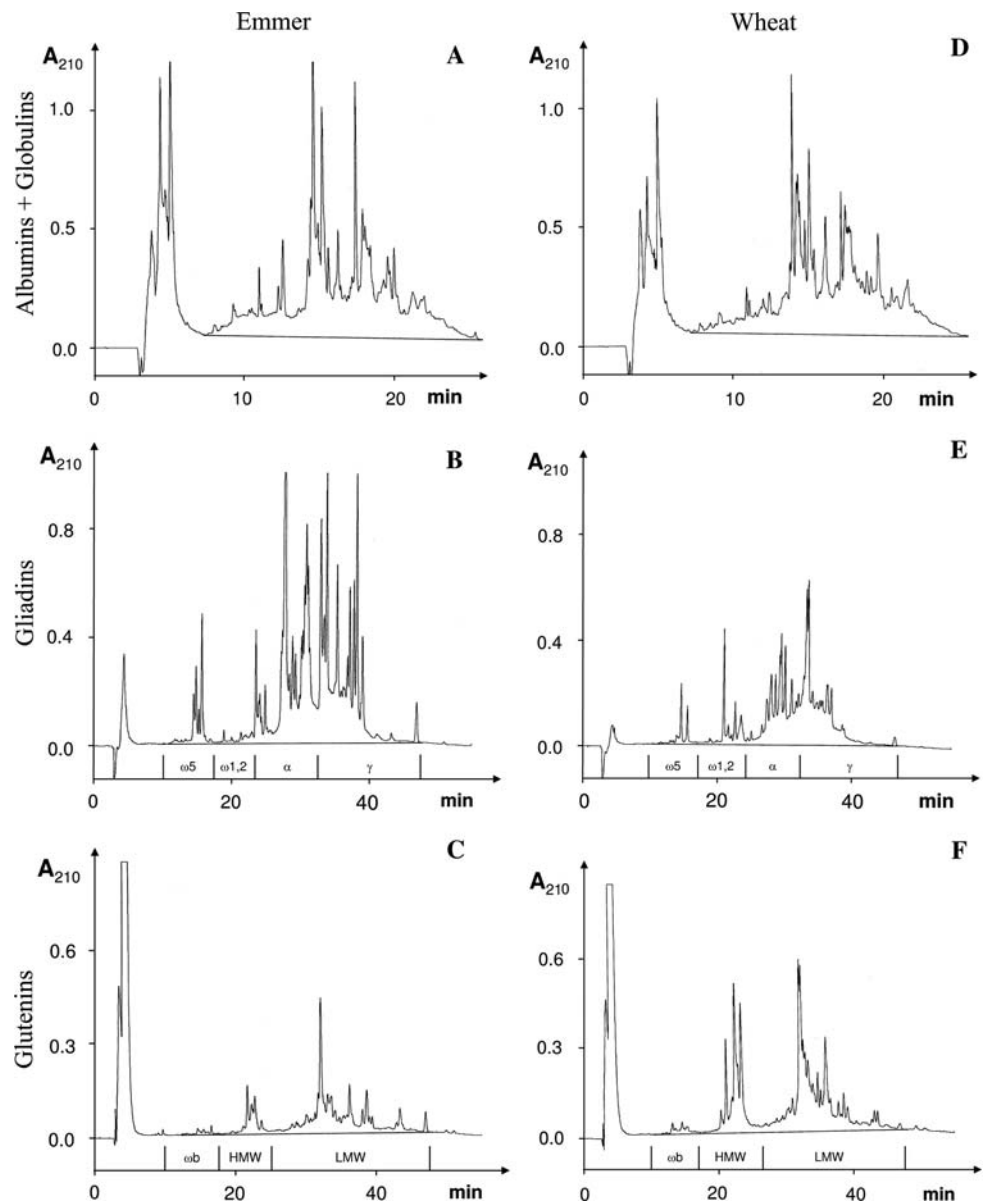 Emmer
Wheat
Albumins + Globulins
A210
A
1.0
0.5
0.0
0
10
20
min
A210
D
1.0
0.5
0.0
0
10
20
min
Gliadins
A210
B
0.8
0.4
0.0
ω5
ω1,2
α
γ
0
20
40
min
A210
E
0.8
0.4
0.0
ω5
ω1,2
α
γ
0
20
40
min
Glutenins
A210
C
0.6
0.3
0.0
ωb
HMW
LMW
0
20
40
min
A210
F
0.6
0.3
0.0
ωb
HMW
LMW
0
20
40
min